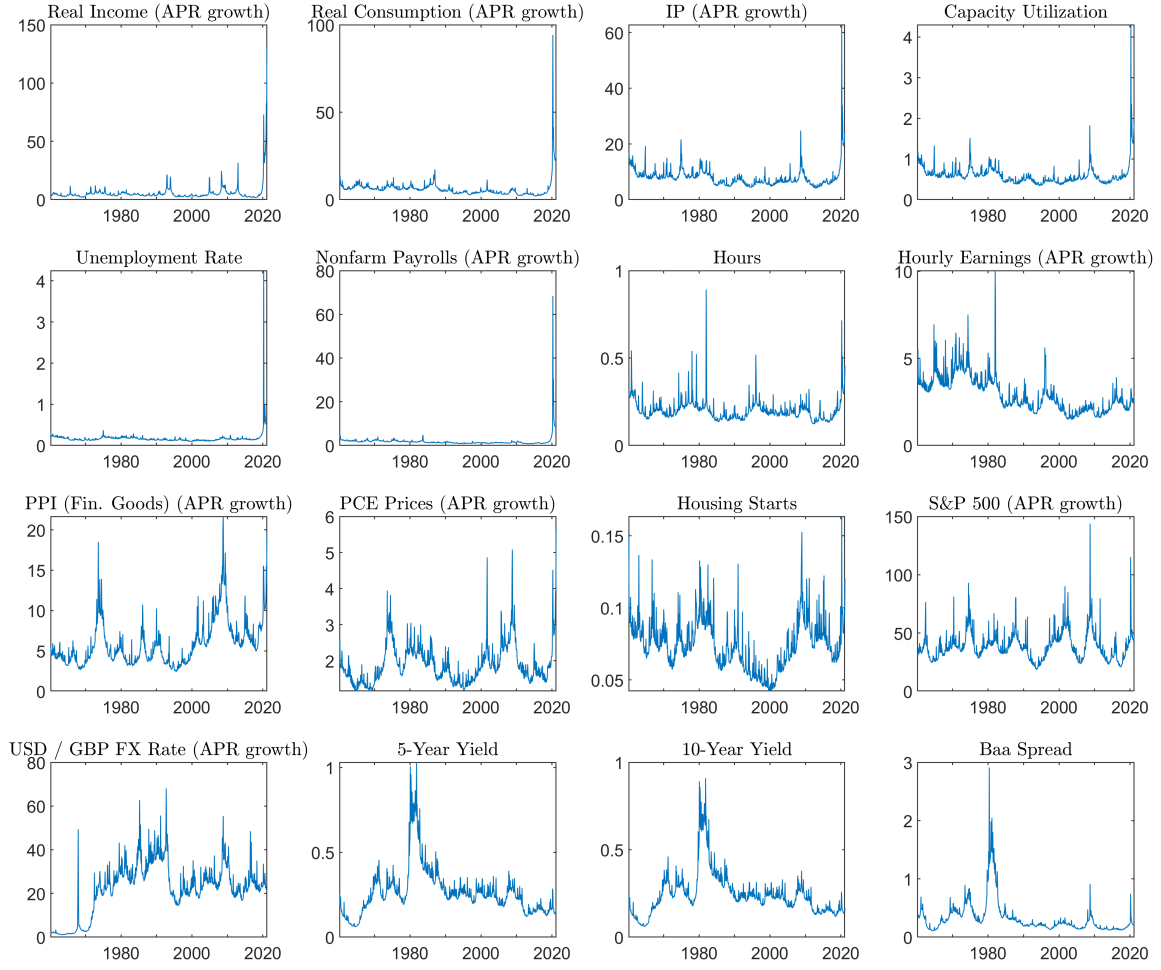 Real Income (APR growth)
150
100
50
0
1980 2000 2020
Real Consumption (APR growth)
100
50
0
1980 2000 2020
IP (APR growth)
60
40
20
0
1980 2000 2020
Capacity Utilization
4
3
2
1
0
1980 2000 2020
Unemployment Rate
4
3
2
1
0
1980 2000 2020
Nonfarm Payrolls (APR growth)
80
60
40
20
0
1980 2000 2020
Hours
1
0.5
0
1980 2000 2020
Hourly Earnings (APR growth)
10
5
0
1980 2000 2020
PPI (Fin. Goods) (APR growth)
20
15
10
5
0
1980 2000 2020
PCE Prices (APR growth)
6
5
4
3
2
1980 2000 2020
Housing Starts
0.15
0.1
0.05
1980 2000 2020
S&P 500 (APR growth)
150
100
50
0
1980 2000 2020
USD / GBP FX Rate (APR growth)
80
60
40
20
0
1980 2000 2020
5-Year Yield
1
0.5
0
1980 2000 2020
10-Year Yield
1
0.5
0
1980 2000 2020
Baa Spread
3
2
1
0
1980 2000 2020